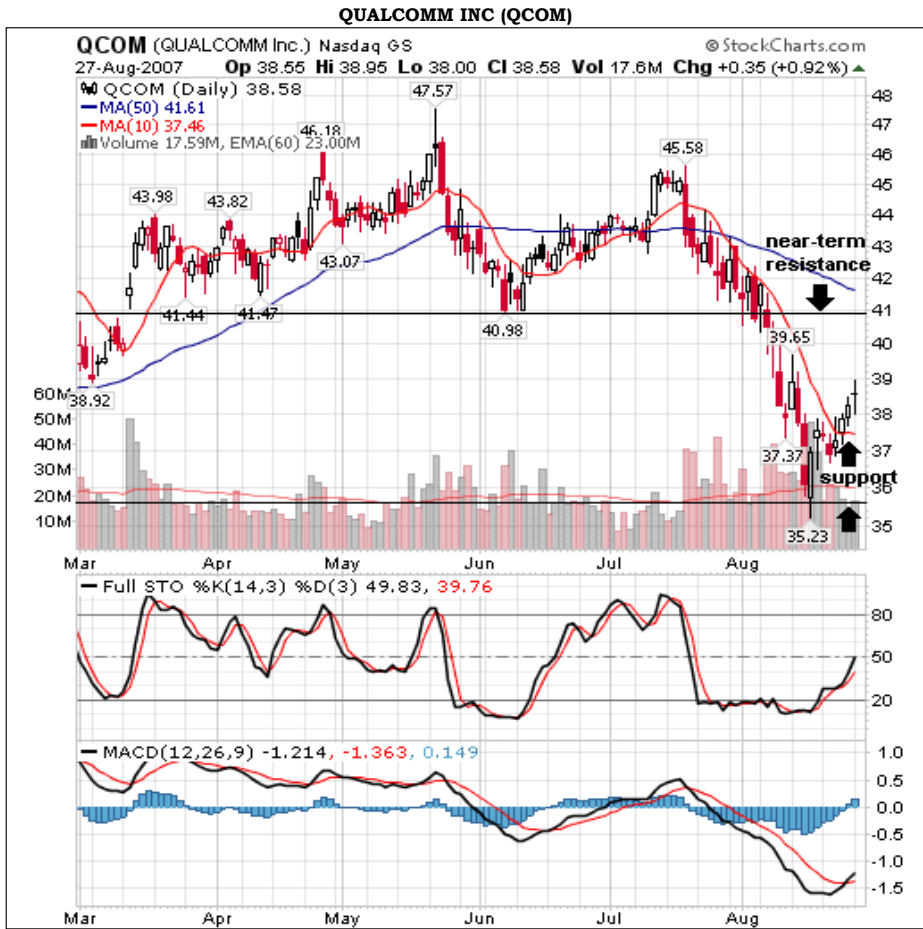 QUALCOMM INC (QCOM)
QCOM (QUALCOMM Inc.) Nasdaq GS © StockCharts.com
27-Aug-2007 Op 38.55 Hi 38.95 Lo 38.00 Cl 38.58 Vol 17.6M Chg +0.35 (+0.92%)
QCOM (Daily) 38.58
MA(50) 41.61
MA(10) 37.46
Volume 17.59M, EMA(60) 23.00M
47.57
46.18
45.58
43.98
43.82
43.07
41.44
41.47
40.98
38.92
39.65
37.37
35.23
near-term
resistance
support
48
47
46
45
44
43
42
41
40
39
38
37
36
35
60M
50M
40M
30M
20M
10M
Mar Apr May Jun Jul Aug
Full STO %K(14,3) %D(3) 49.83, 39.76
80
50
20
MACD(12,26,9) -1.214, -1.363, 0.149
1.0
0.5
0.0
-0.5
-1.0
-1.5
Mar Apr May Jun Jul Aug